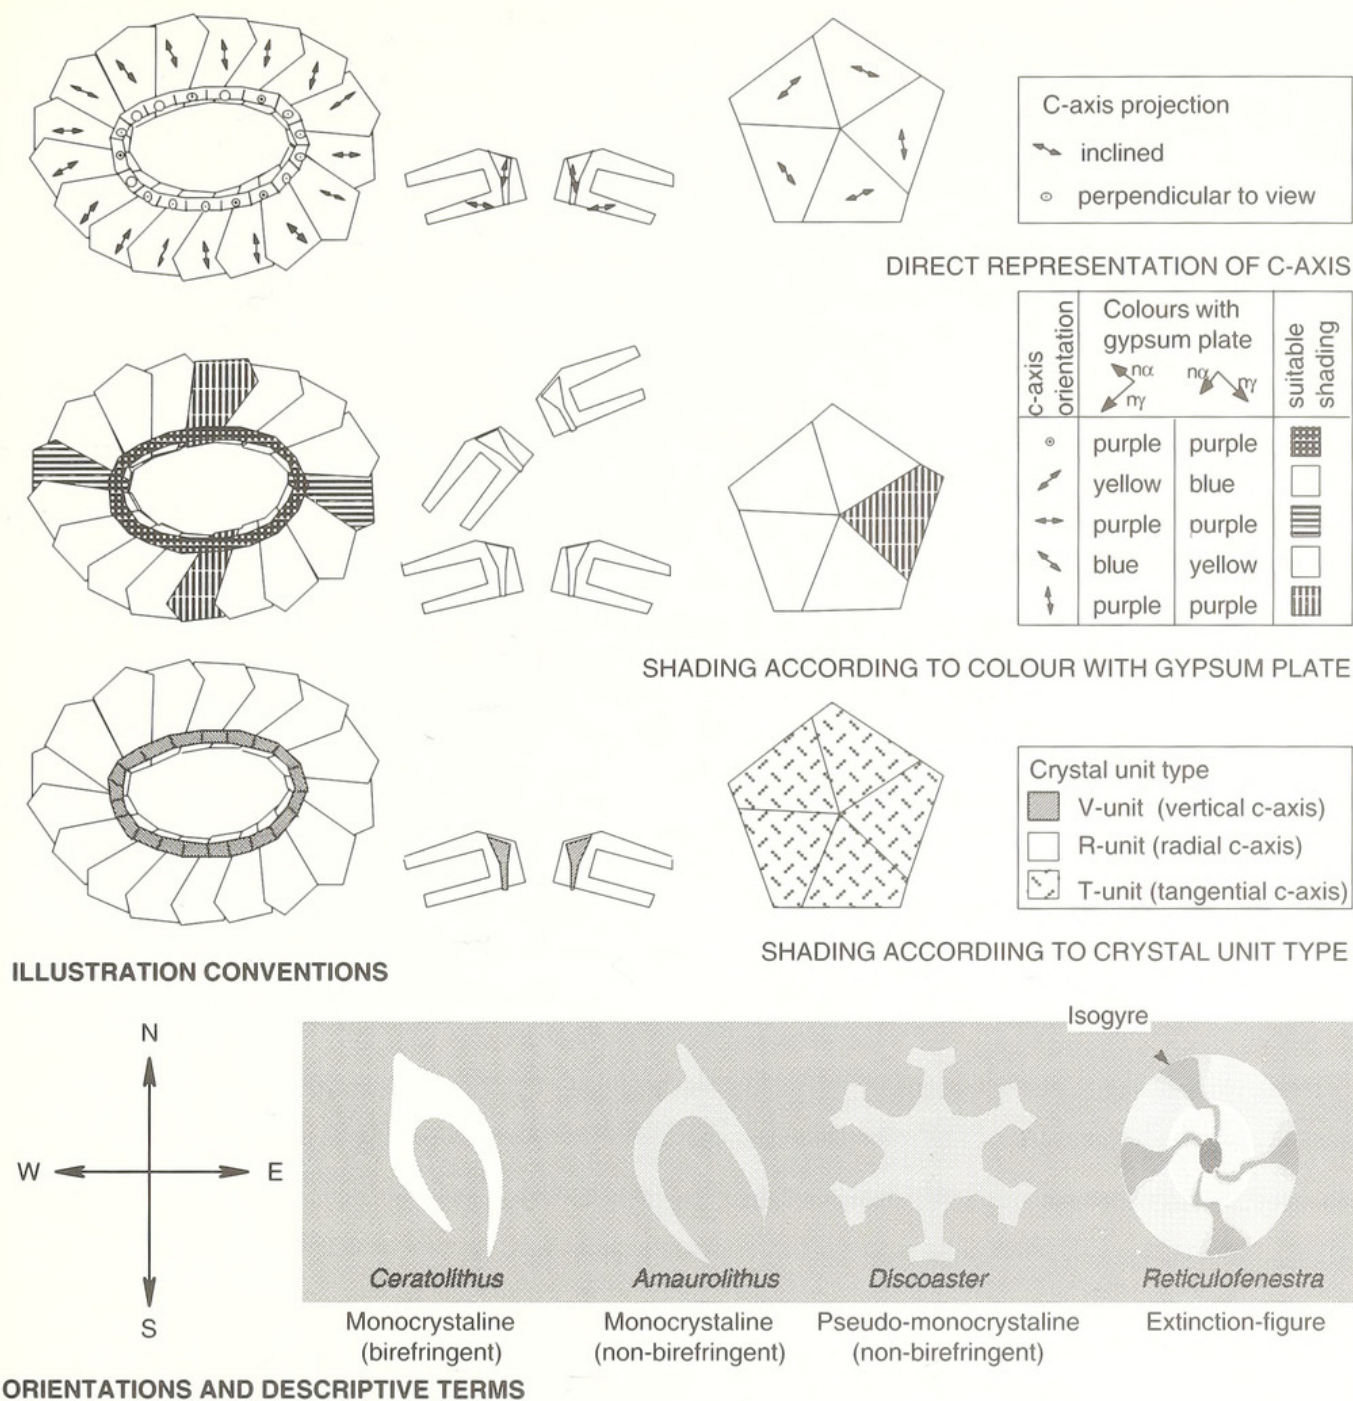 C-axis projection
inclined
perpendicular to view
DIRECT REPRESENTATION OF C-AXIS
c-axis
orientation
Colours with
gypsum plate
nα
nγ
nα
nγ
suitable
shading
purple purple
yellow blue
purple purple
blue yellow
purple purple
SHADING ACCORDING TO COLOUR WITH GYPSUM PLATE
Crystal unit type
V-unit (vertical c-axis)
R-unit (radial c-axis)
T-unit (tangential c-axis)
SHADING ACCORDIING TO CRYSTAL UNIT TYPE
ILLUSTRATION CONVENTIONS
N
W
E
S
Isogyre
Ceratolithus
Amaurolithus
Discoaster
Reticulofenestra
Monocrystaline
(birefringent)
Monocrystaline
(non-birefringent)
Pseudo-monocrystaline
(non-birefringent)
Extinction-figure
ORIENTATIONS AND DESCRIPTIVE TERMS